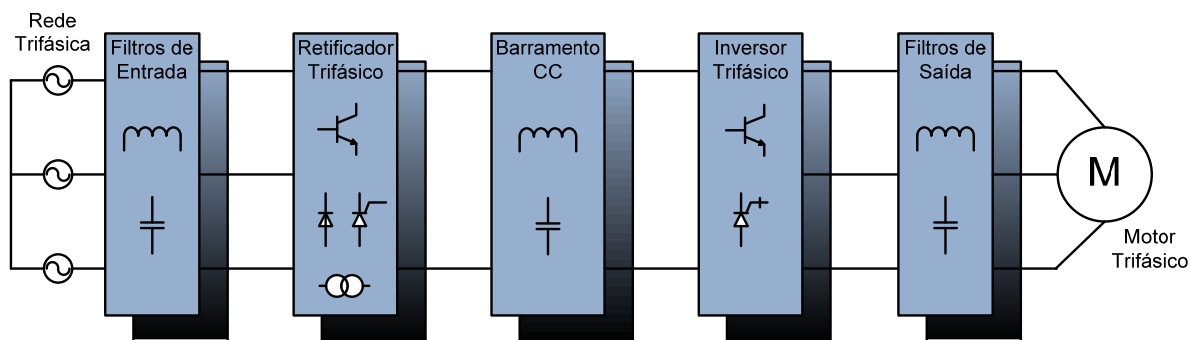 Rede
Trifásica
Filtros de
Entrada
Retificador
Trifásico
Barramento
CC
Inversor
Trifásico
Filtros de
Saída
M
Motor
Trifásico